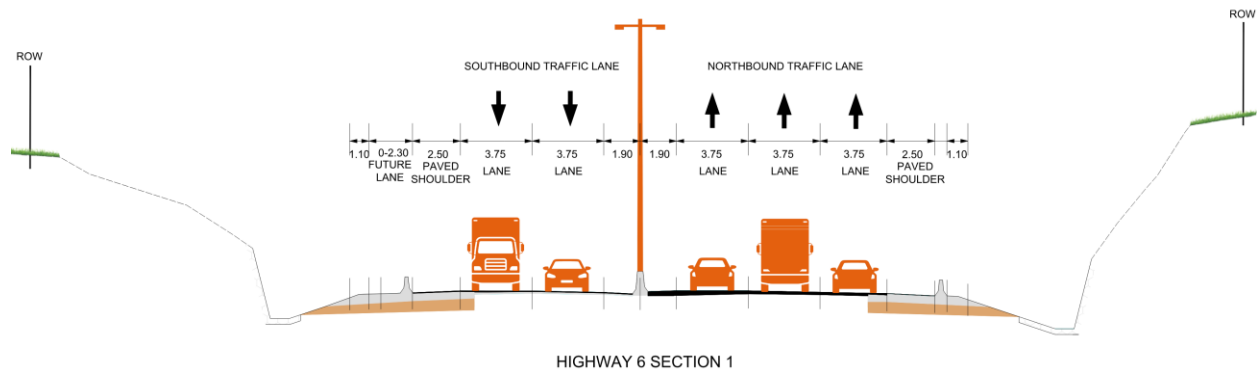 ROW
ROW
SOUTHBOUND TRAFFIC LANE
NORTHBOUND TRAFFIC LANE
1.10
0-2.30
FUTURE
LANE
2.50
PAVED
SHOULDER
3.75
LANE
3.75
LANE
1.90
1.90
3.75
LANE
3.75
LANE
3.75
LANE
2.50
PAVED
SHOULDER
1.10
HIGHWAY 6 SECTION 1